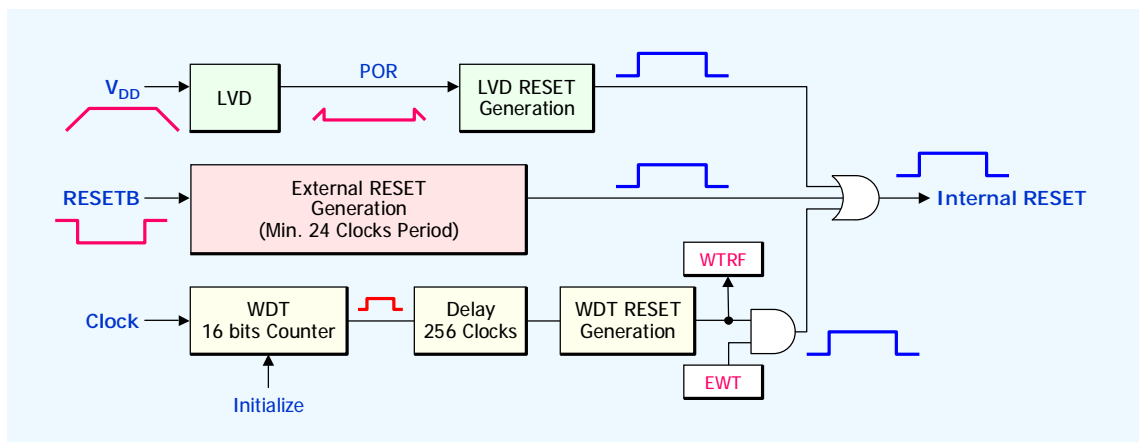 V_DD
LVD
POR
LVD RESET
Generation
RESETB
External RESET
Generation
(Min. 24 Clocks Period)
Internal RESET
WTRF
Clock
WDT
16 bits Counter
Delay
256 Clocks
WDT RESET
Generation
EWT
Initialize